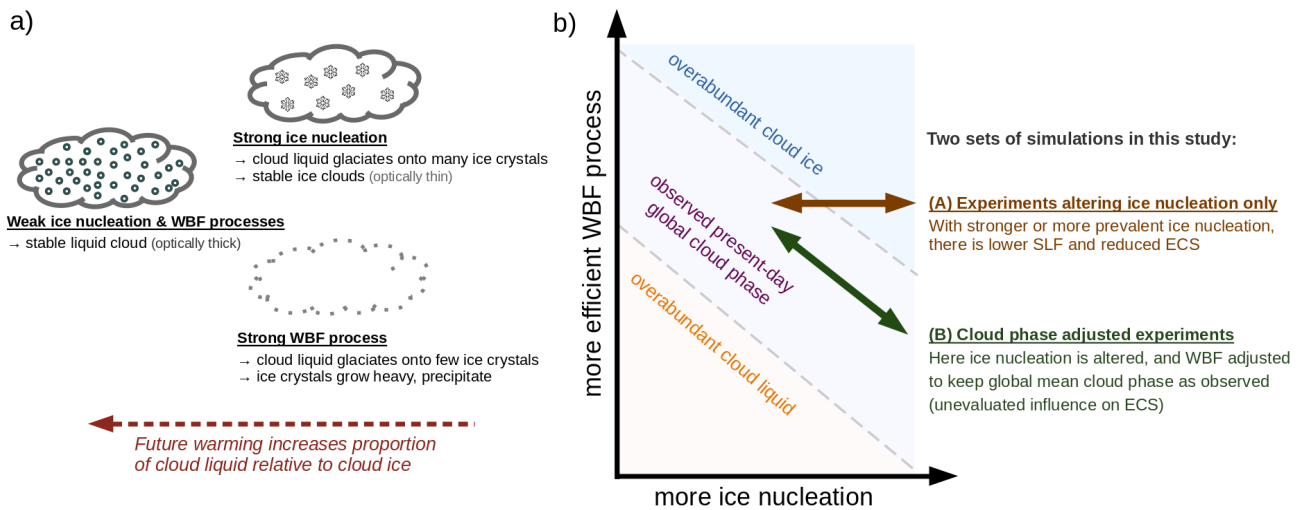 a)
Strong ice nucleation
→ cloud liquid glaciates onto many ice crystals
→ stable ice clouds (optically thin)
Weak ice nucleation & WBF processes
→ stable liquid cloud (optically thick)
Strong WBF process
→ cloud liquid glaciates onto few ice crystals
→ ice crystals grow heavy, precipitate
Future warming increases proportion
of cloud liquid relative to cloud ice
b)
more efficient WBF process
more ice nucleation
overabundant cloud ice
observed present-day
global cloud phase
overabundant cloud liquid
Two sets of simulations in this study:
(A) Experiments altering ice nucleation only
With stronger or more prevalent ice nucleation,
there is lower SLF and reduced ECS
(B) Cloud phase adjusted experiments
Here ice nucleation is altered, and WBF adjusted
to keep global mean cloud phase as observed
(unevaluated influence on ECS)